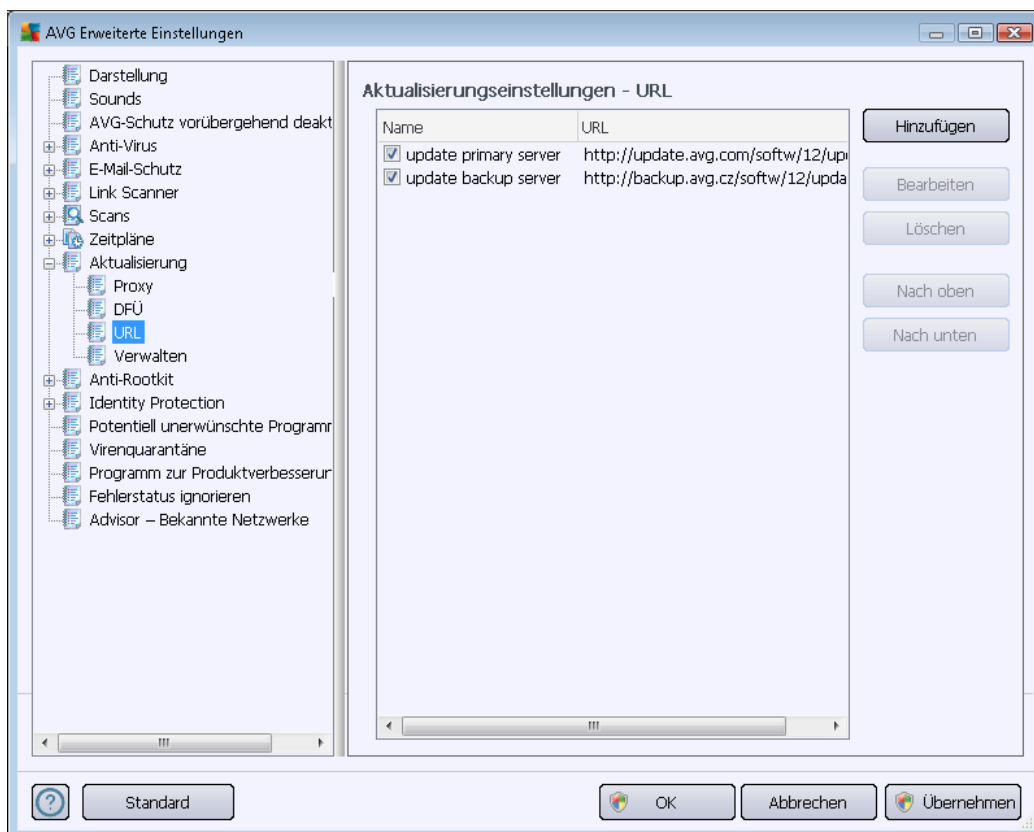 AVG Erweiterte Einstellungen
Darstellung
Sounds
AVG-Schutz vorübergehend deakt
Anti-Virus
E-Mail-Schutz
Link Scanner
Scans
Zeitpläne
Aktualisierung
Proxy
DFÜ
URL
Verwalten
Anti-Rootkit
Identity Protection
Potentiell unerwünschte Programr
Virenquarantäne
Programm zur Produktverbesserur
Fehlerstatus ignorieren
Advisor – Bekannte Netzwerke
Aktualisierungseinstellungen - URL
Name URL
update primary server http://update.avg.com/softw/12/up
update backup server http://backup.avg.cz/softw/12/upda
Hinzufügen
Bearbeiten
Löschen
Nach oben
Nach unten
Standard
OK
Abbrechen
Übernehmen